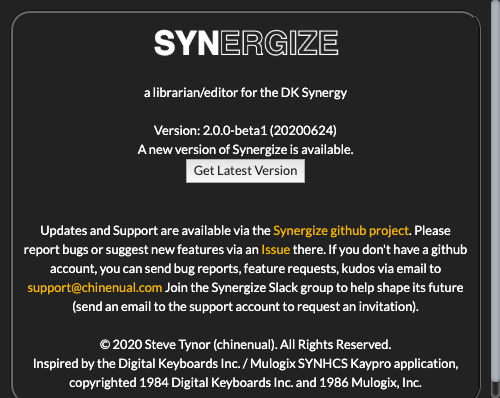 SYNERGIZE
a librarian/editor for the DK Synergy
Version: 2.0.0-beta1 (20200624)
A new version of Synergize is available.
Get Latest Version
Updates and Support are available via the Synergize github project. Please
report bugs or suggest new features via an Issue there. If you don't have a github
account, you can send bug reports, feature requests, kudos via email to
support@chinenual.com Join the Synergize Slack group to help shape its future
(send an email to the support account to request an invitation).
© 2020 Steve Tynor (chinenual). All Rights Reserved.
Inspired by the Digital Keyboards Inc. / Mulogix SYNHCS Kaypro application,
copyrighted 1984 Digital Keyboards Inc. and 1986 Mulogix, Inc.